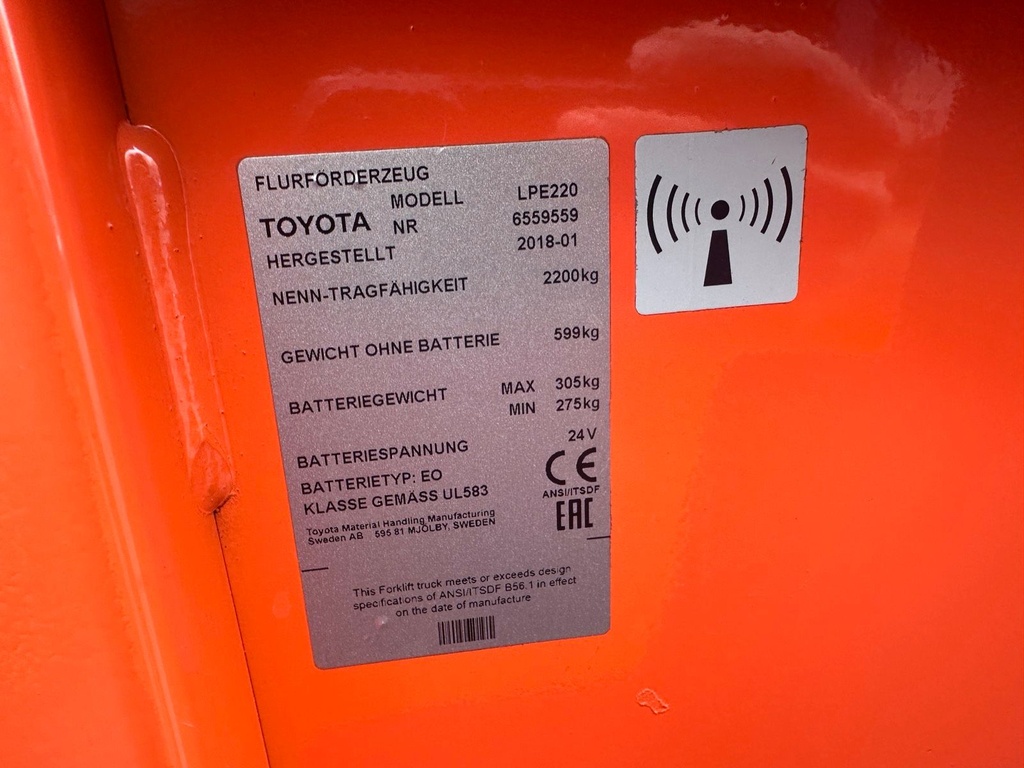 FLURFÖRDERZEUG
TOYOTA MODELL LPE220
NR 6559559
HERGESTELLT 2018-01
NENN-TRAGFÄHIGKEIT 2200kg
GEWICHT OHNE BATTERIE 599kg
BATTERIEGEWICHT MAX 305kg
MIN 275kg
BATTERIESPANNUNG 24V
BATTERIETYP: EO
KLASSE GEMÄSS UL583
CE
ANSI/ITSDF
EAC
Toyota Material Handling Manufacturing
Sweden AB 595 81 MJÖLBY, SWEDEN
This Forklift truck meets or exceeds design
specifications of ANSI/ITSDF B56.1 in effect
on the date of manufacture